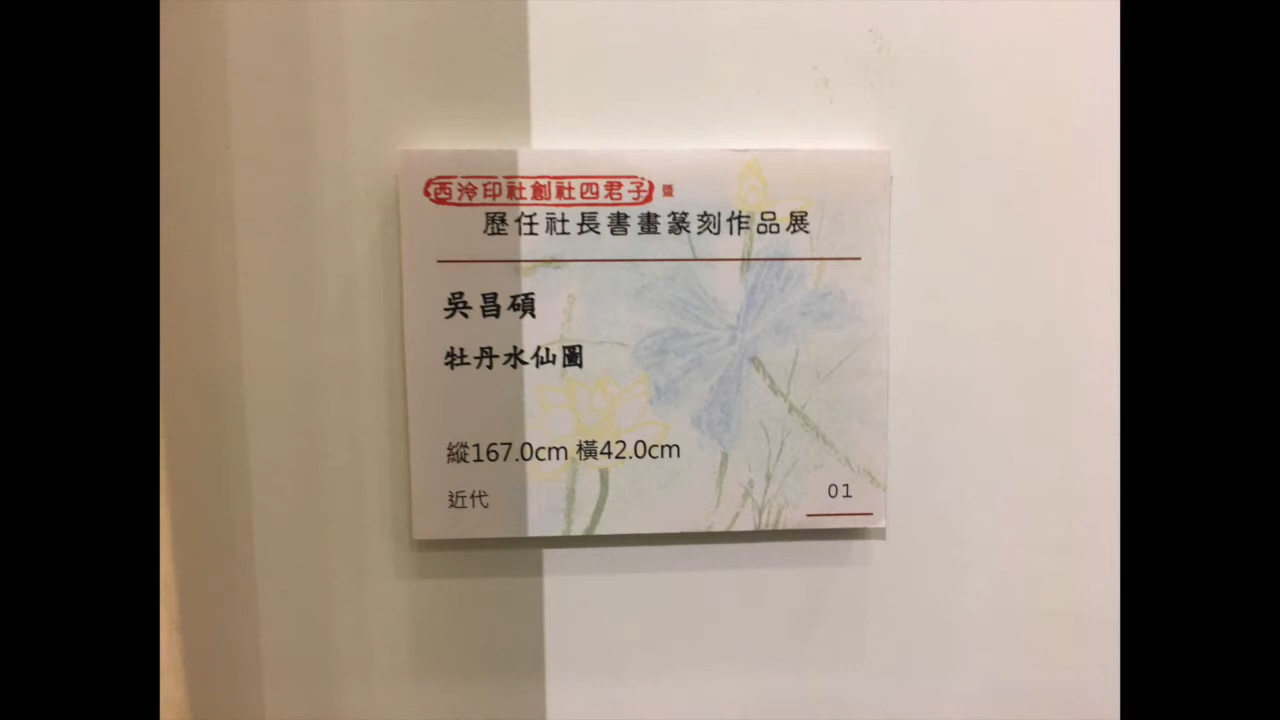 西泠印社創社四君子 暨
歷任社長書畫篆刻作品展
吳昌碩
牡丹水仙圖
縱167.0cm 橫42.0cm
近代
01